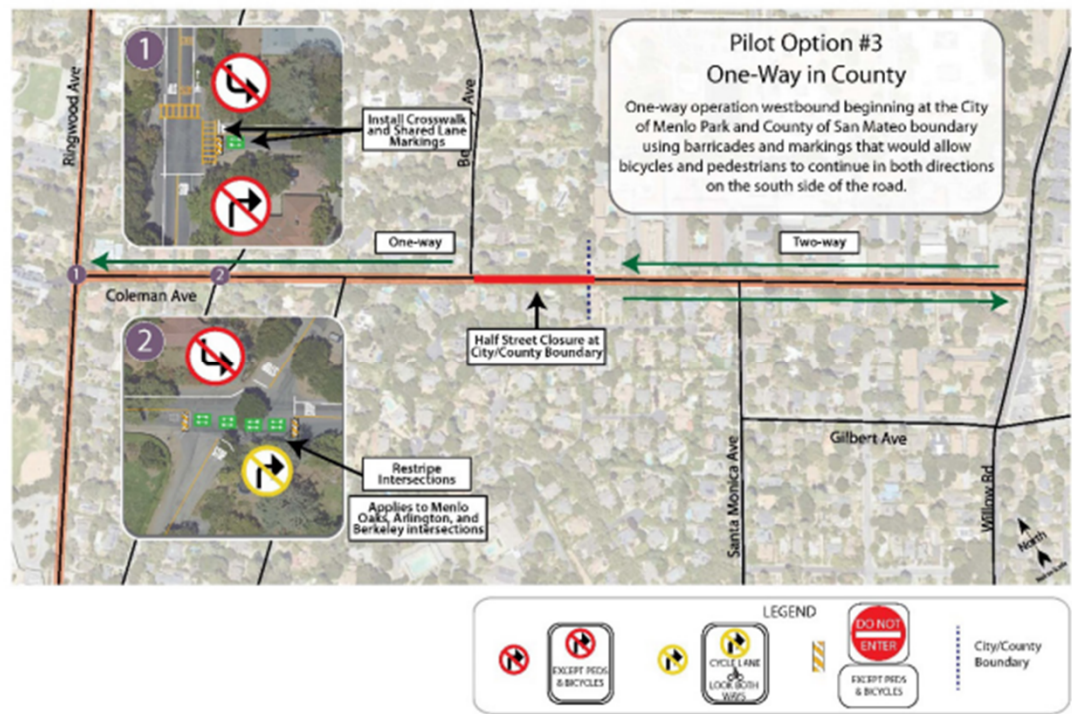 Pilot Option #3
One-Way in County
One-way operation westbound beginning at the City
of Menlo Park and County of San Mateo boundary
using barricades and markings that would allow
bicycles and pedestrians to continue in both directions
on the south side of the road.
1
Install Crosswalk
and Shared Lane
Markings
Ringwood Ave
Be Ave
One-way
Two-way
1
2
Coleman Ave
Half Street Closure at
City/County Boundary
2
Restripe
Intersections
Applies to Menlo
Oaks, Arlington, and
Berkeley intersections
Gilbert Ave
Santa Monica Ave
Willow Rd
North
LEGEND
EXCEPT PEDS
& BICYCLES
CYCLE LANE
LOOK BOTH
WAYS
DO NOT
ENTER
EXCEPT PEDS
& BICYCLES
City/County
Boundary